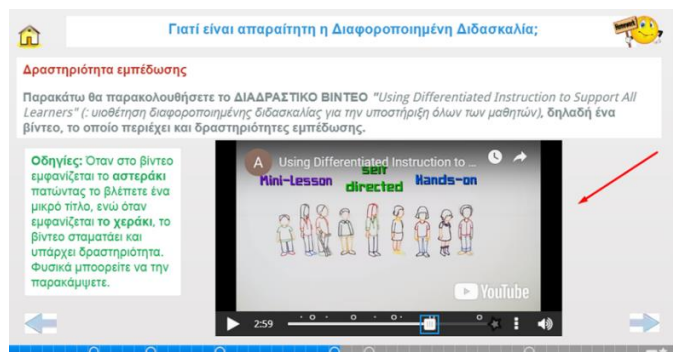 Γιατί είναι απαραίτητη η Διαφοροποιημένη Διδασκαλία;
Δραστηριότητα εμπέδωσης
Παρακάτω θα παρακολουθήσετε το ΔΙΑΔΡΑΣΤΙΚΟ ΒΙΝΤΕΟ "Using Differentiated Instruction to Support All
Learners" (: υιοθέτηση διαφοροποιημένης διδασκαλίας για την υποστήριξη όλων των μαθητών), δηλαδή ένα
βίντεο, το οποίο περιέχει και δραστηριότητες εμπέδωσης.
Οδηγίες: Όταν στο βίντεο
εμφανίζεται το αστεράκι
πατώντας το βλέπετε ένα
μικρό τίτλο, ενώ όταν
εμφανίζεται το χεράκι, το
βίντεο σταματάει και
υπάρχει δραστηριότητα.
Φυσικά μπορείτε να την
παρακάμψετε.
A Using Differentiated Instruction to ...
Mini-Lesson self directed Hands-on
YouTube
2:59